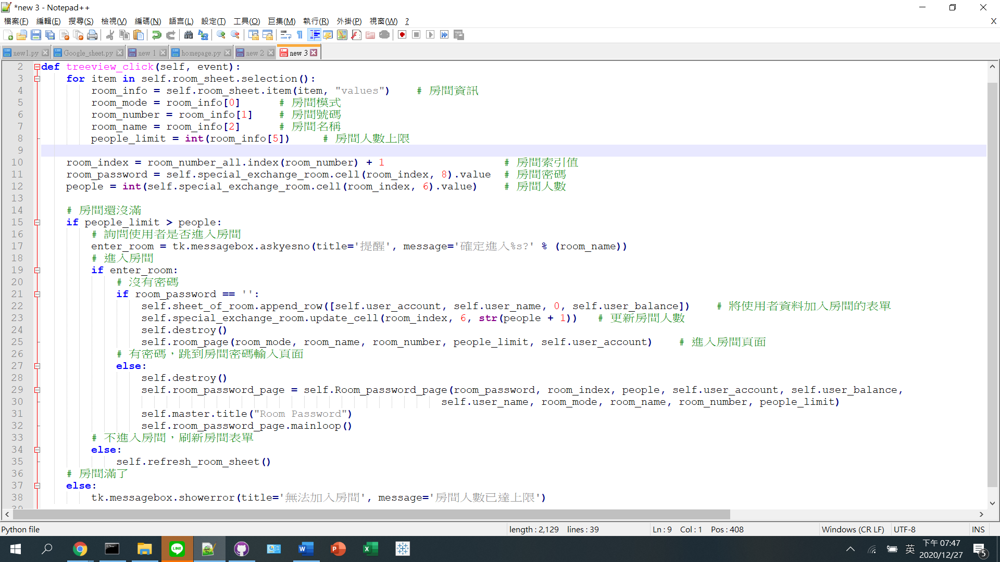 *new 3 - Notepad++
檔案(F) 編輯(E) 搜尋(S) 檢視(V) 編碼(N) 語言(L) 設定(T) 工具(O) 巨集(M) 執行(R) 外掛(P) 視窗(W) ? X
new1.py Google_sheet.py new 1 homepage.py new 2 new 3
2 def treeview_click(self, event):
3 for item in self.room_sheet.selection():
4 room_info = self.room_sheet.item(item, "values") # 房間資訊
5 room_mode = room_info[0] # 房間模式
6 room_number = room_info[1] # 房間號碼
7 room_name = room_info[2] # 房間名稱
8 people_limit = int(room_info[5]) # 房間人數上限
9
10 room_index = room_number_all.index(room_number) + 1 # 房間索引值
11 room_password = self.special_exchange_room.cell(room_index, 8).value # 房間密碼
12 people = int(self.special_exchange_room.cell(room_index, 6).value) # 房間人數
13
14 # 房間還沒滿
15 if people_limit > people:
16 # 詢問使用者是否進入房間
17 enter_room = tk.messagebox.askyesno(title='提醒', message='確定進入%s?' % (room_name))
18 # 進入房間
19 if enter_room:
20 # 沒有密碼
21 if room_password == '':
22 self.sheet_of_room.append_row([self.user_account, self.user_name, 0, self.user_balance]) # 將使用者資料加入房間的表單
23 self.special_exchange_room.update_cell(room_index, 6, str(people + 1)) # 更新房間人數
24 self.destroy()
25 self.room_page(room_mode, room_name, room_number, people_limit, self.user_account) # 進入房間頁面
26 # 有密碼，跳到房間密碼輸入頁面
27 else:
28 self.destroy()
29 self.room_password_page = self.Room_password_page(room_password, room_index, people, self.user_account, self.user_balance,
30 self.user_name, room_mode, room_name, room_number, people_limit)
31 self.master.title("Room Password")
32 self.room_password_page.mainloop()
33 # 不進入房間，刷新房間表單
34 else:
35 self.refresh_room_sheet()
36 # 房間滿了
37 else:
38 tk.messagebox.showerror(title='無法加入房間', message='房間人數已達上限')
39
Python file length : 2,129 lines : 39 Ln : 9 Col : 1 Pos : 408 Windows (CR LF) UTF-8 INS
LINE W P X 英 下午 07:47
2020/12/27 5